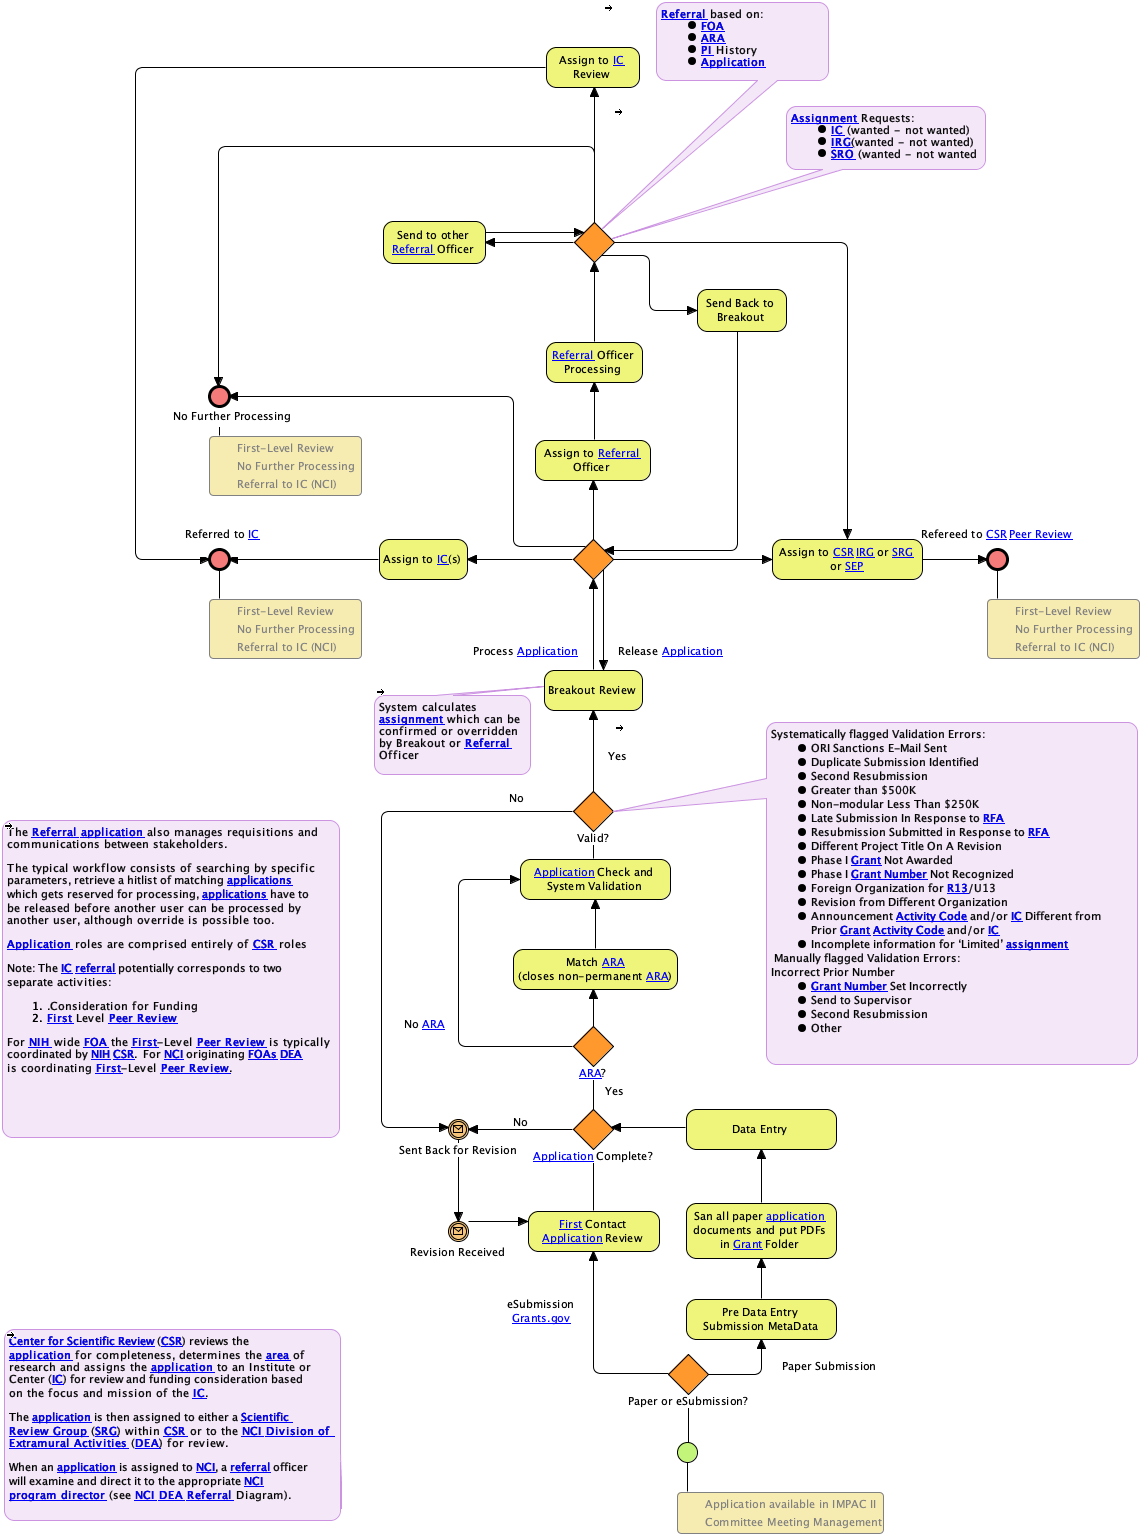 Referral based on:
● FOA
● ARA
● PI History
● Application
Assign to IC
Review
Assignment Requests:
● IC (wanted - not wanted)
● IRG(wanted - not wanted)
● SRO (wanted - not wanted
Send to other
Referral Officer
Send Back to
Breakout
Referral Officer
Processing
No Further Processing
First-Level Review
No Further Processing
Referral to IC (NCI)
Assign to Referral
Officer
Referred to IC
Assign to IC(s)
Assign to CSR IRG or SRG
or SEP
Refereed to CSR Peer Review
First-Level Review
No Further Processing
Referral to IC (NCI)
First-Level Review
No Further Processing
Referral to IC (NCI)
Process Application
Release Application
Breakout Review
System calculates
assignment which can be
confirmed or overridden
by Breakout or Referral
Officer
Yes
No
Valid?
Systematically flagged Validation Errors:
● ORI Sanctions E-Mail Sent
● Duplicate Submission Identified
● Second Resubmission
● Greater than $500K
● Non-modular Less Than $250K
● Late Submission In Response to RFA
● Resubmission Submitted in Response to RFA
● Different Project Title On A Revision
● Phase I Grant Not Awarded
● Phase I Grant Number Not Recognized
● Foreign Organization for R13/U13
● Revision from Different Organization
● Announcement Activity Code and/or IC Different from
Prior Grant Activity Code and/or IC
● Incomplete information for ‘Limited’ assignment
Manually flagged Validation Errors:
Incorrect Prior Number
● Grant Number Set Incorrectly
● Send to Supervisor
● Second Resubmission
● Other
The Referral application also manages requisitions and
communications between stakeholders.
The typical workflow consists of searching by specific
parameters, retrieve a hitlist of matching applications
which gets reserved for processing, applications have to
be released before another user can be processed by
another user, although override is possible too.
Application roles are comprised entirely of CSR roles
Note: The IC referral potentially corresponds to two
separate activities:
1. .Consideration for Funding
2. First Level Peer Review
For NIH wide FOA the First-Level Peer Review is typically
coordinated by NIH CSR. For NCI originating FOAs DEA
is coordinating First-Level Peer Review.
Application Check and
System Validation
Match ARA
(closes non-permanent ARA)
No ARA
ARA?
Yes
No
Application Complete?
Data Entry
Sent Back for Revision
San all paper application
documents and put PDFs
in Grant Folder
First Contact
Application Review
Revision Received
eSubmission
Grants.gov
Pre Data Entry
Submission MetaData
Paper Submission
Paper or eSubmission?
Center for Scientific Review (CSR) reviews the
application for completeness, determines the area of
research and assigns the application to an Institute or
Center (IC) for review and funding consideration based
on the focus and mission of the IC.
The application is then assigned to either a Scientific
Review Group (SRG) within CSR or to the NCI Division of
Extramural Activities (DEA) for review.
When an application is assigned to NCI, a referral officer
will examine and direct it to the appropriate NCI
program director (see NCI DEA Referral Diagram).
Application available in IMPAC II
Committee Meeting Management